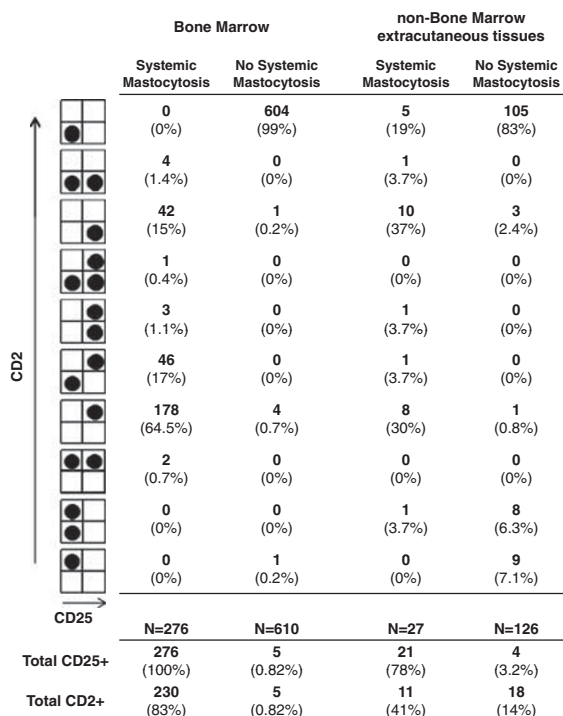 Bone Marrow
non-Bone Marrow
extracutaneous tissues
Systemic Mastocytosis
No Systemic Mastocytosis
Systemic Mastocytosis
No Systemic Mastocytosis
0 604 5 105
(0%) (99%) (19%) (83%)
4 0 1 0
(1.4%) (0%) (3.7%) (0%)
42 1 10 3
(15%) (0.2%) (37%) (2.4%)
1 0 0 0
(0.4%) (0%) (0%) (0%)
3 0 1 0
(1.1%) (0%) (3.7%) (0%)
46 0 1 0
(17%) (0%) (3.7%) (0%)
178 4 8 1
(64.5%) (0.7%) (30%) (0.8%)
2 0 0 0
(0.7%) (0%) (0%) (0%)
0 0 1 8
(0%) (0%) (3.7%) (6.3%)
0 1 0 9
(0%) (0.2%) (0%) (7.1%)
CD2
CD25
N=276 N=610 N=27 N=126
Total CD25+ 276 5 21 4
(100%) (0.82%) (78%) (3.2%)
Total CD2+ 230 5 11 18
(83%) (0.82%) (41%) (14%)